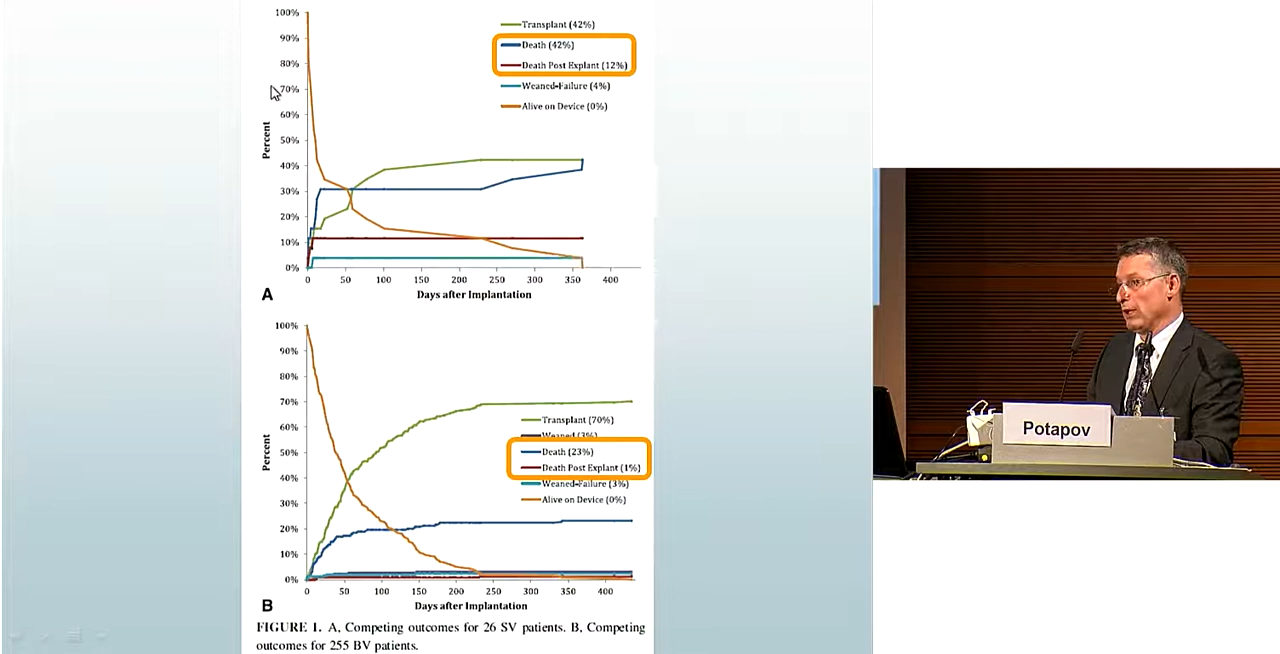 100%
90%
80%
70%
60%
50%
40%
30%
20%
10%
0%
Percent
0
50
100
150
200
250
300
350
400
Days after Implantation
Transplant (42%)
Death (42%)
Death Post Explant (12%)
Weaned-Failure (4%)
Alive on Device (0%)
A
100%
90%
80%
70%
60%
50%
40%
30%
20%
10%
0%
Percent
0
50
100
150
200
250
300
350
400
Days after Implantation
Transplant (70%)
Weaned (3%)
Death (23%)
Death Post Explant (1%)
Weaned-Failure (3%)
Alive on Device (0%)
B
FIGURE 1. A, Competing outcomes for 26 SV patients. B, Competing
outcomes for 255 BV patients.
Potapov